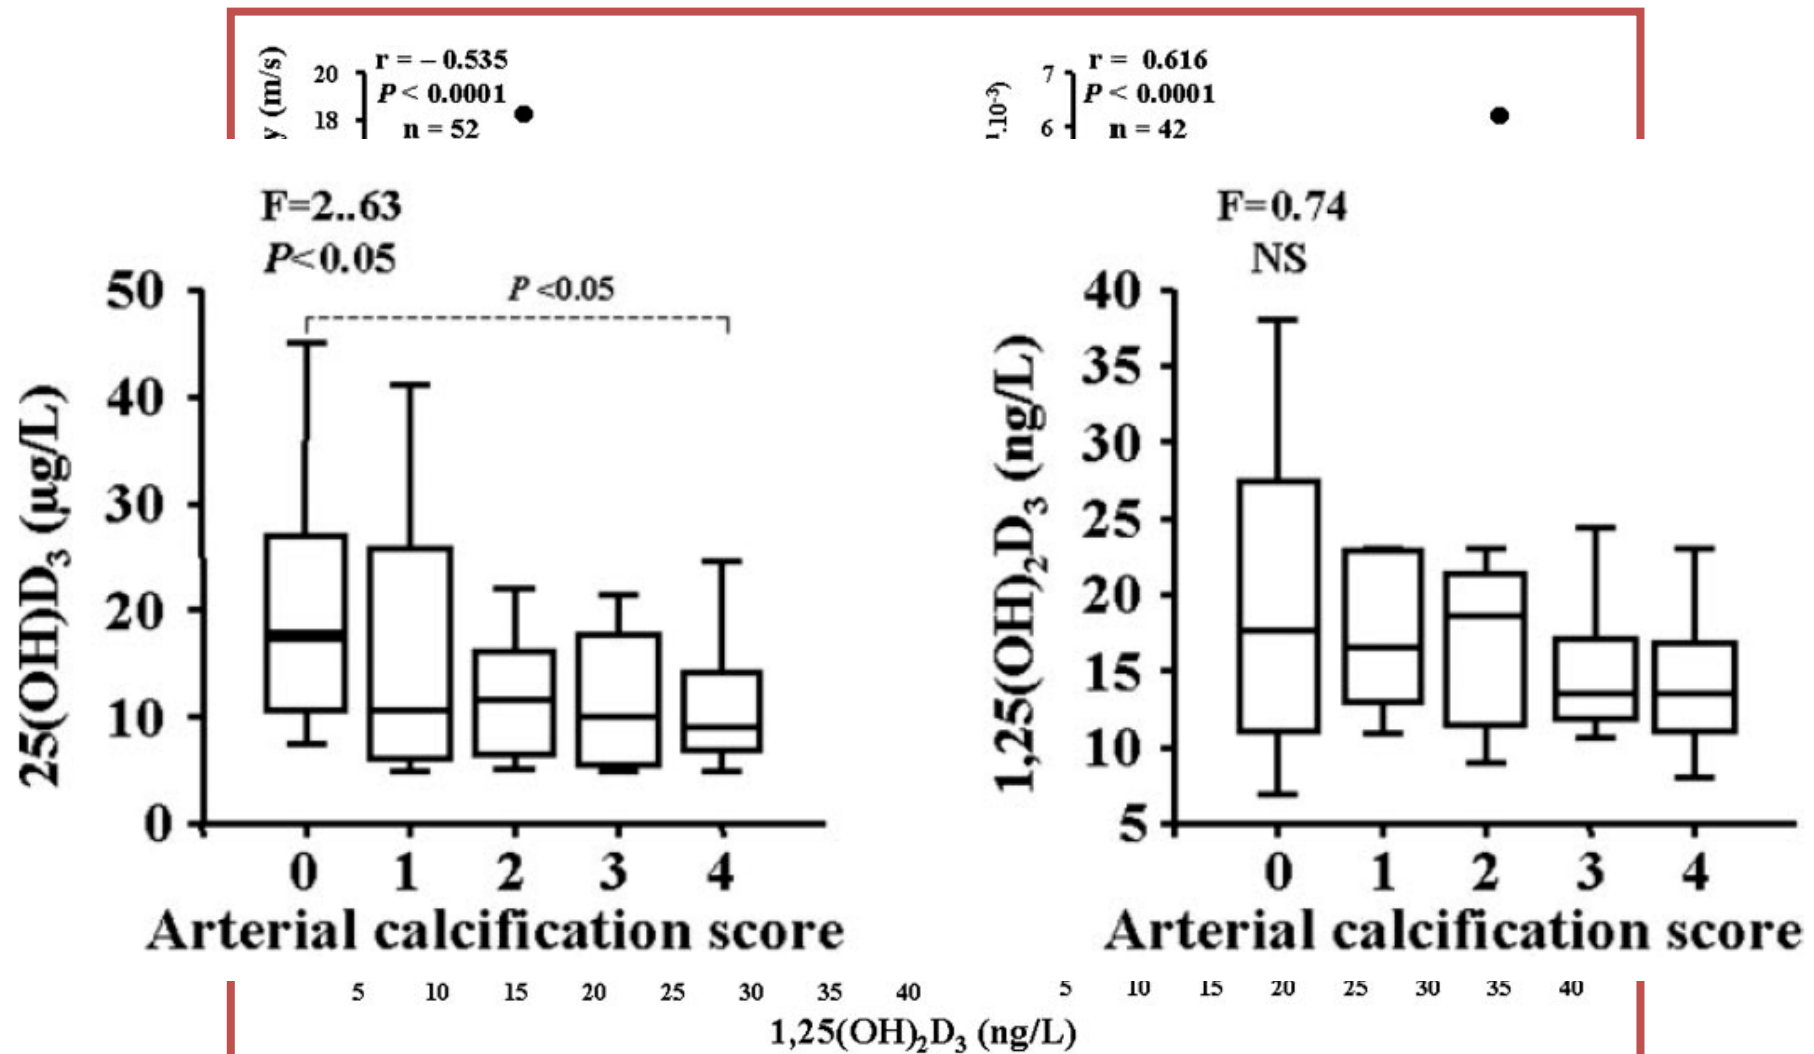 y (m/s)
20
18
r = – 0.535
P < 0.0001
n = 52
7
6
r = 0.616
P < 0.0001
n = 42
F=2..63
P<0.05
P <0.05
25(OH)D3 (µg/L)
50
40
30
20
10
0
0 1 2 3 4
Arterial calcification score
F=0.74
NS
1,25(OH)2D3 (ng/L)
40
35
30
25
20
15
10
5
0 1 2 3 4
Arterial calcification score
5 10 15 20 25 30 35 40
5 10 15 20 25 30 35 40
1,25(OH)2D3 (ng/L)